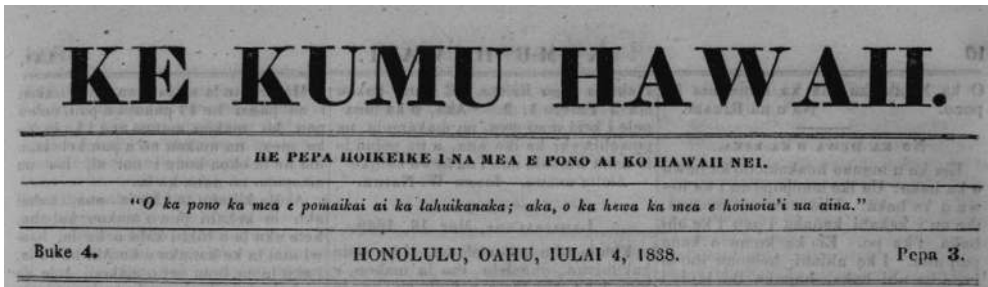 KE KUMU HAWAII.
HE PEPA HOIKEIKE I NA MEA E PONO AI KO HAWAII NEI.
"O ka pono ka mea e pomaikai ai ka lahuikanaka; aka, o ka hewa ka mea e hoinoia'i na aina."
Buke 4. HONOLULU, OAHU, IULAI 4, 1838. Pepa 3.